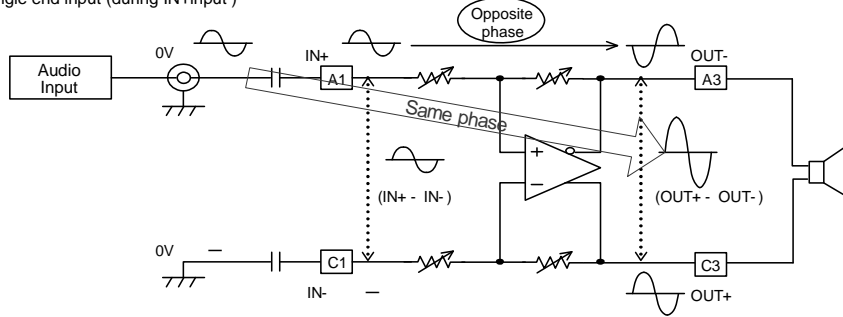 ngle end input (during IN+input )
Opposite
phase
0V
IN+
OUT-
Audio
Input
A1
A3
Same phase
+
−
(IN+ - IN- )
(OUT+ - OUT- )
0V
−
C1
C3
IN-
−
OUT+